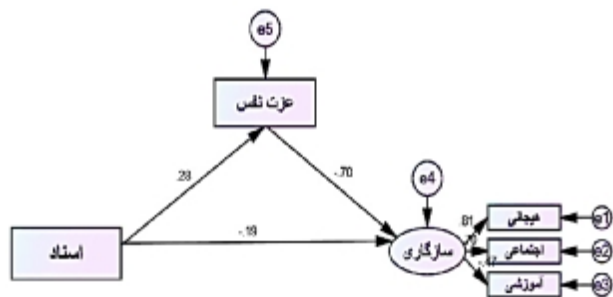 e5
عزت نفس
.28
-.70
e4
-.19
اسناد
سازگاری
.81
هیجانی
e1
اجتماعی
e2
آموزشی
e3